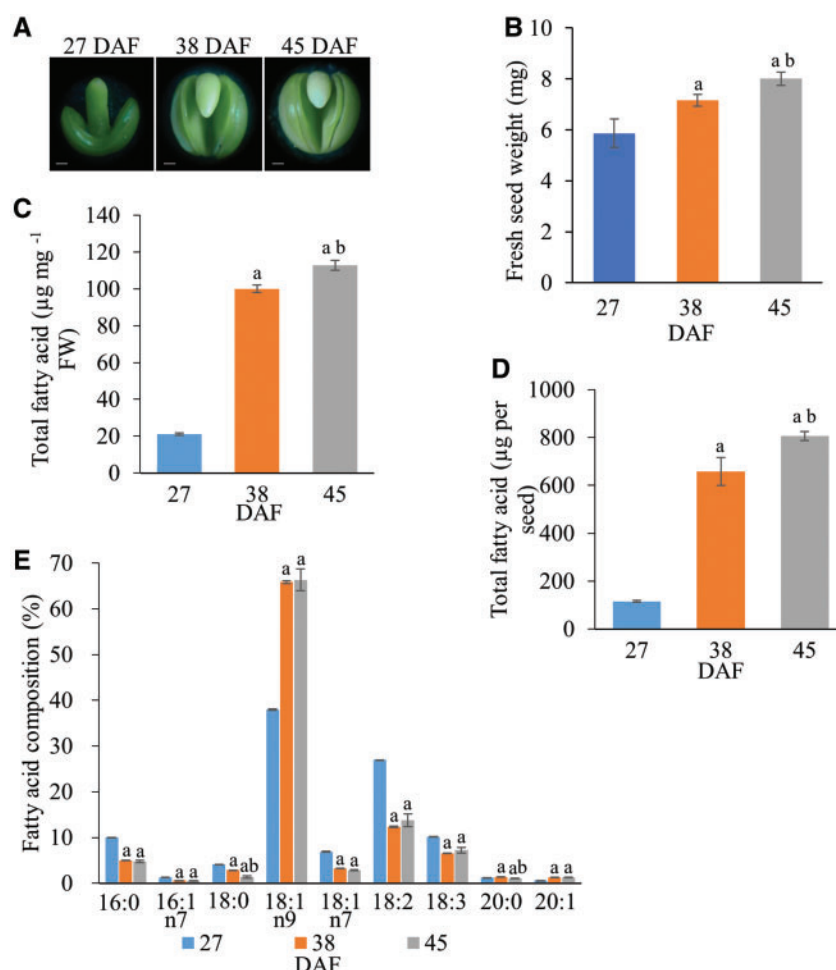 A
27 DAF 38 DAF 45 DAF
B
Fresh seed weight (mg)
10
8
6
4
2
0
a
a b
27 38 45
DAF
C
Total fatty acid (µg mg -1
FW)
140
120
100
80
60
40
20
0
a
a b
27 38 45
DAF
D
Total fatty acid (µg per
seed)
1000
800
600
400
200
0
a
a b
27 38 45
DAF
E
Fatty acid composition (%)
70
60
50
40
30
20
10
0
a a
a a
a ab
a a
a a
a a
a a
a ab
a a
16:0 16:1 18:0 18:1 18:1 18:2 18:3 20:0 20:1
n7 n9 n7
27 38 45
DAF